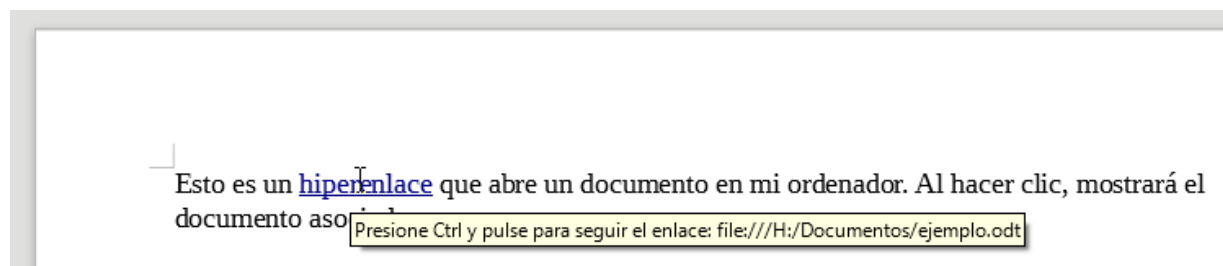 Esto es un hiperenlace que abre un documento en mi ordenador. Al hacer clic, mostrará el
documento
Presione Ctrl y pulse para seguir el enlace: file:///H:/Documentos/ejemplo.odt